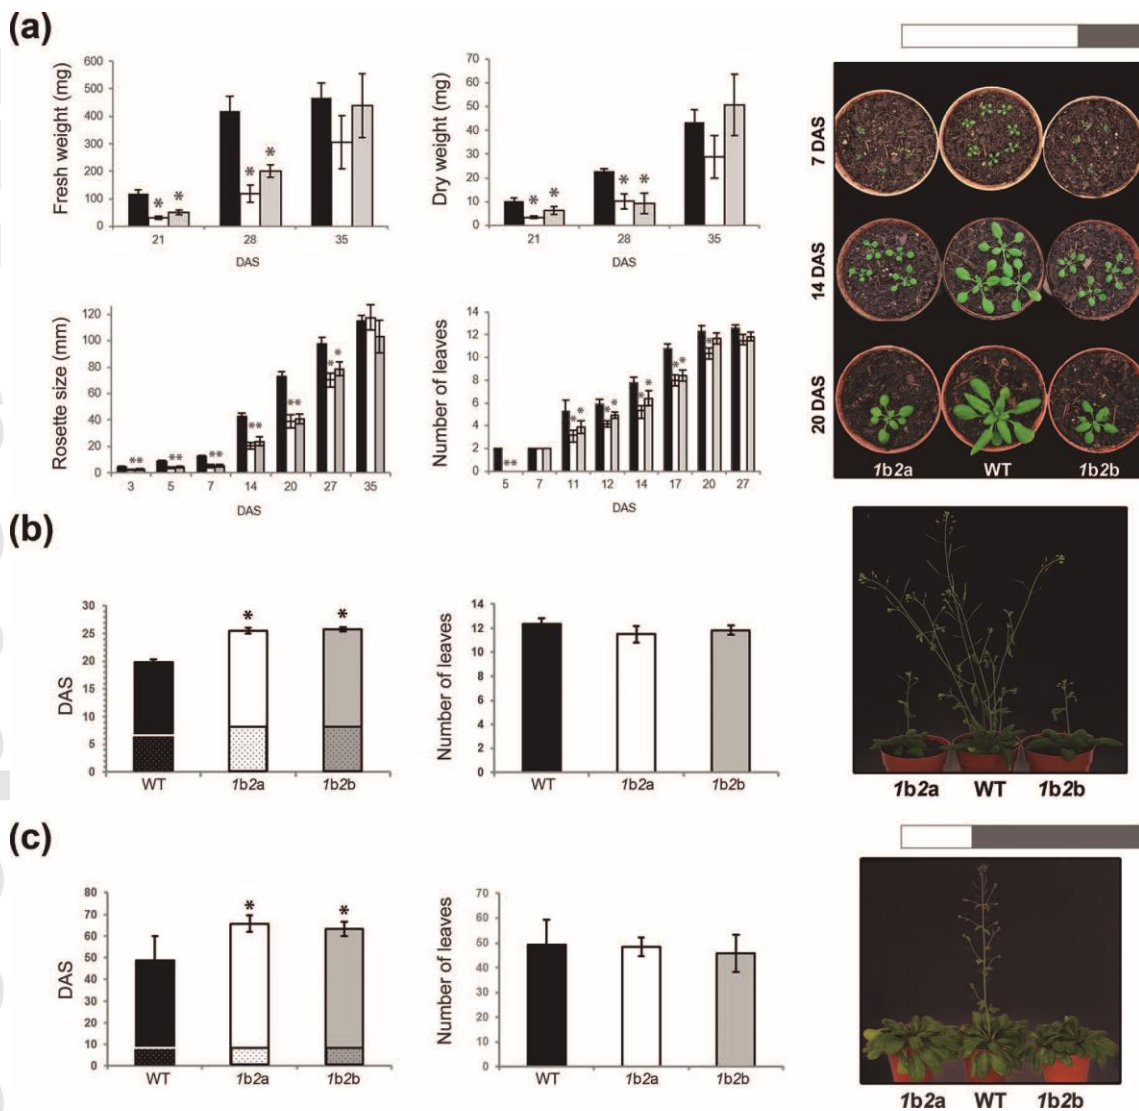 (a)
Fresh weight (mg)
600
500
400
300
200
100
0
21 28 35
DAS
* * * *
Dry weight (mg)
70
60
50
40
30
20
10
0
21 28 35
DAS
* * * *
7 DAS
14 DAS
20 DAS
1b2a WT 1b2b
Rosette size (mm)
120
100
80
60
40
20
0
3 5 7 14 20 27 35
DAS
** ** ** ** ** * *
Number of leaves
14
12
10
8
6
4
2
0
5 7 11 12 14 17 20 27
DAS
** * * * * * * * * *
(b)
DAS
30
25
20
15
10
5
0
WT 1b2a 1b2b
* *
Number of leaves
14
12
10
8
6
4
2
0
WT 1b2a 1b2b
1b2a WT 1b2b
(c)
DAS
80
70
60
50
40
30
20
10
0
WT 1b2a 1b2b
* *
Number of leaves
70
60
50
40
30
20
10
0
WT 1b2a 1b2b
1b2a WT 1b2b